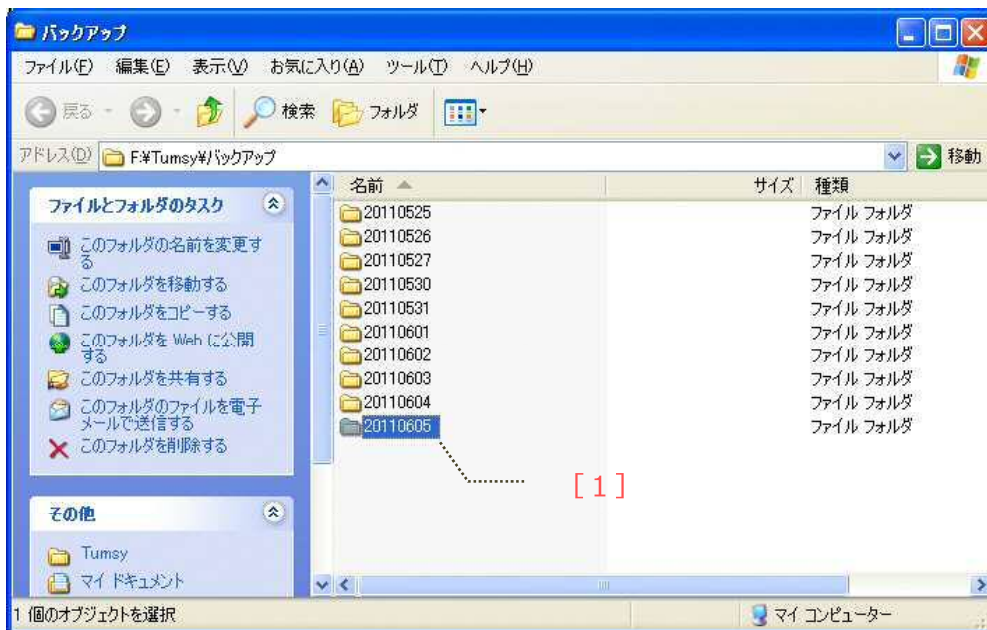 バックアップ
ファイル(F) 編集(E) 表示(V) お気に入り(A) ツール(T) ヘルプ(H)
戻る 検索 フォルダ
アドレス(D) F:¥Tumsy¥バックアップ 移動
ファイルとフォルダのタスク
このフォルダの名前を変更す
る
このフォルダを移動する
このフォルダをコピーする
このフォルダを Web に公開
する
このフォルダを共有する
このフォルダのファイルを電子
メールで送信する
このフォルダを削除する
その他
Tumsy
マイ ドキュメント
名前 サイズ 種類
20110525 ファイル フォルダ
20110526 ファイル フォルダ
20110527 ファイル フォルダ
20110530 ファイル フォルダ
20110531 ファイル フォルダ
20110601 ファイル フォルダ
20110602 ファイル フォルダ
20110603 ファイル フォルダ
20110604 ファイル フォルダ
20110605 ファイル フォルダ
[1]
1 個のオブジェクトを選択 マイ コンピューター